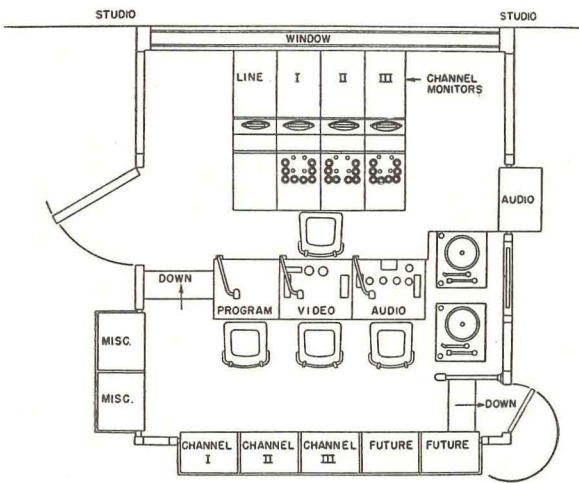 STUDIO
STUDIO
WINDOW
LINE
I
II
III
CHANNEL
MONITORS
AUDIO
DOWN
PROGRAM
VIDEO
AUDIO
MISC.
MISC.
DOWN
CHANNEL
I
CHANNEL
II
CHANNEL
III
FUTURE
FUTURE